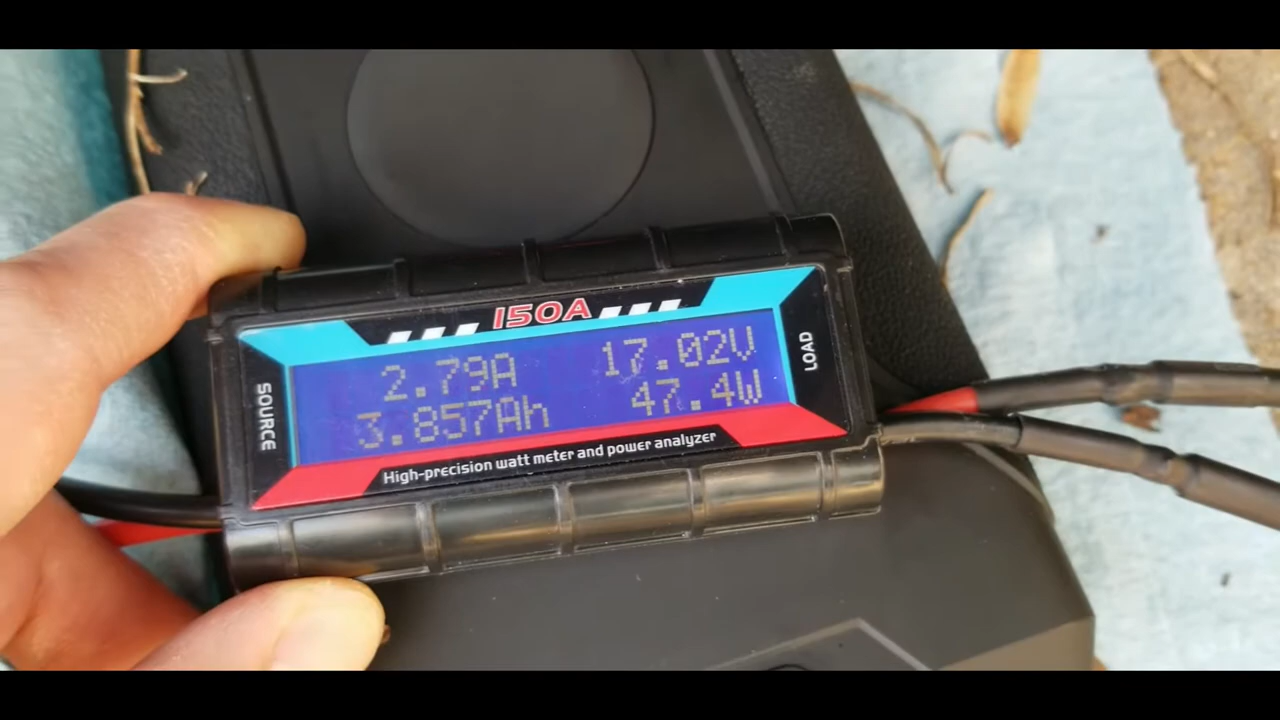 150A
SOURCE
2.79A 17.02V
3.857Ah 47.4W
LOAD
High-precision watt meter and power analyzer